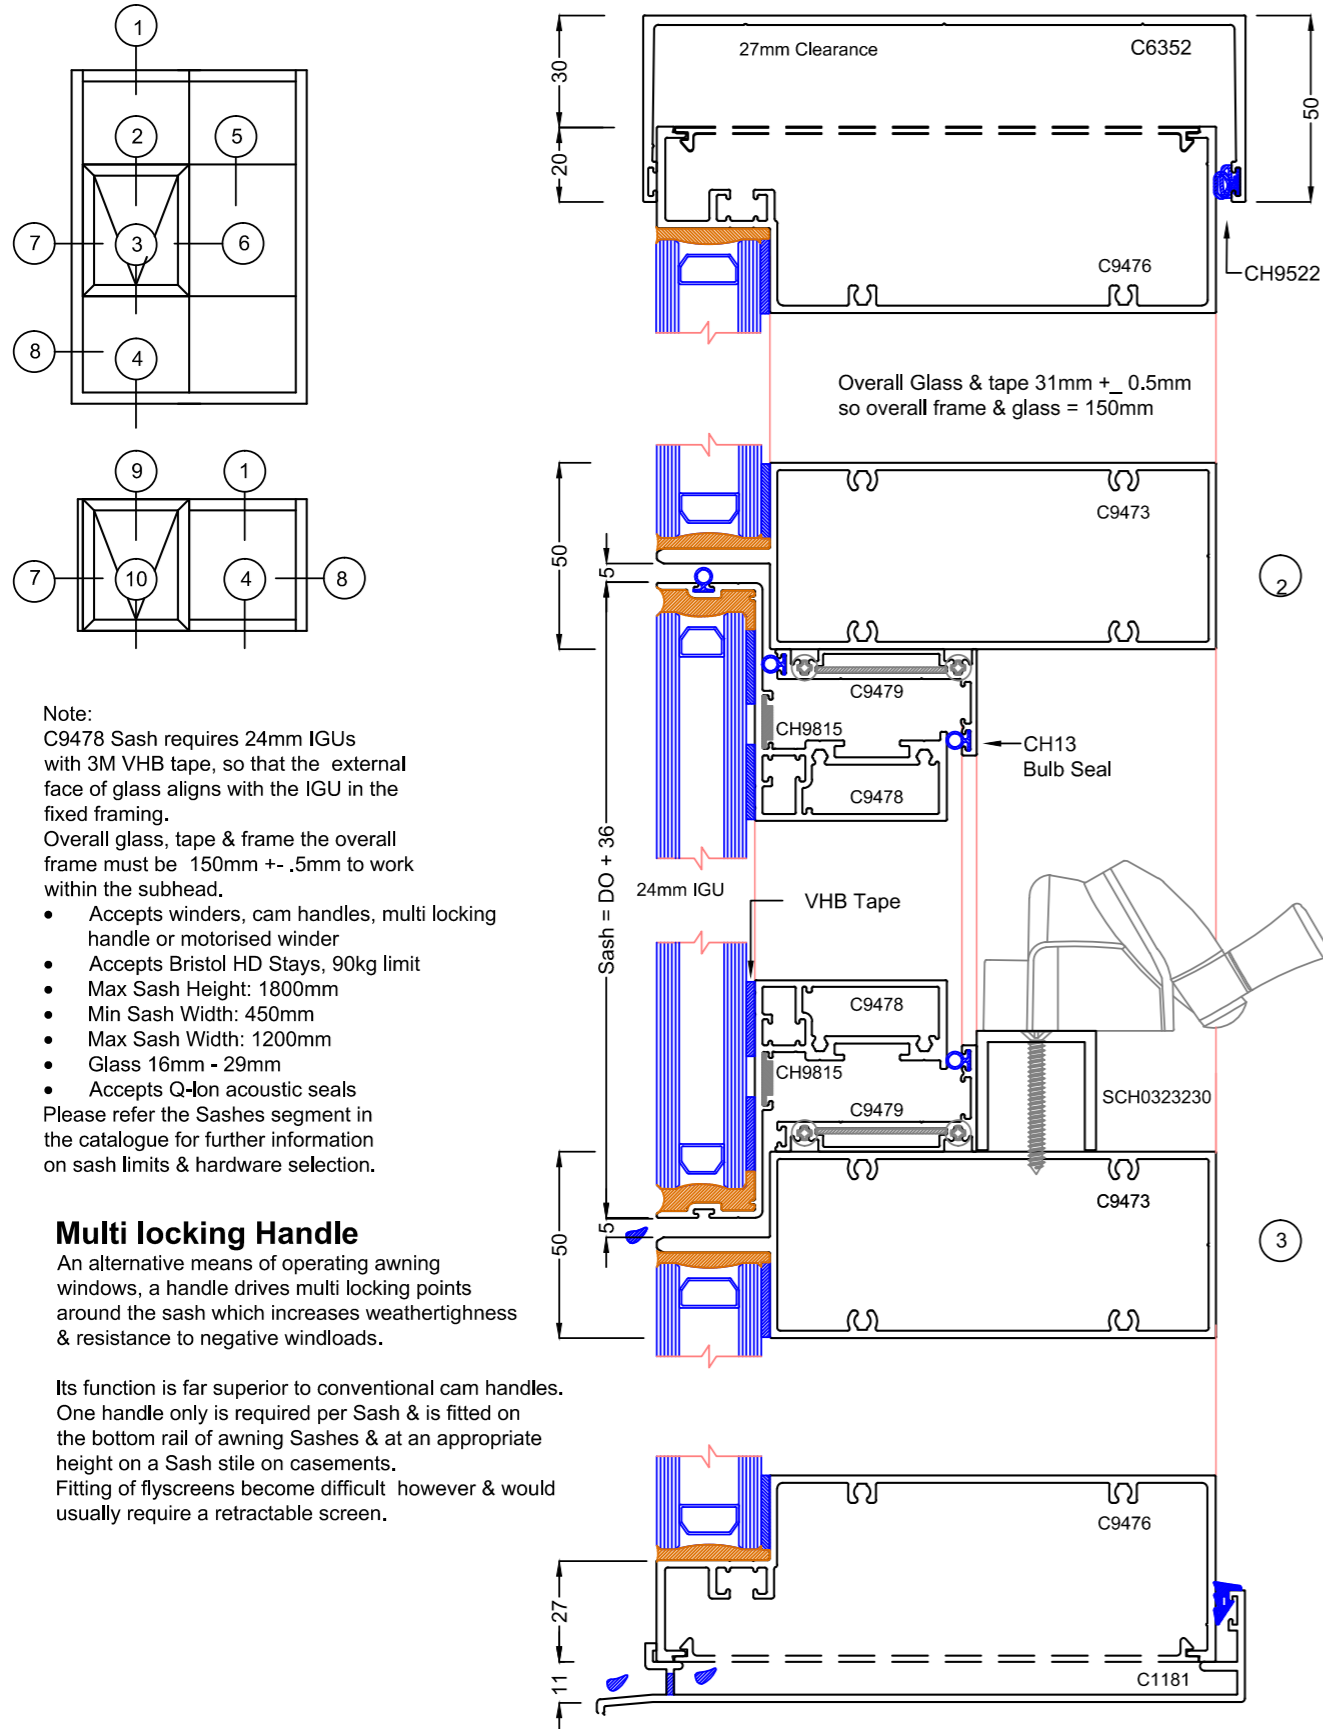 1
2
5
7
3
6
8
4
9
1
7
10
4
8
Note:
C9478 Sash requires 24mm IGUs
with 3M VHB tape, so that the external
face of glass aligns with the IGU in the
fixed framing.
Overall glass, tape & frame the overall
frame must be 150mm +- .5mm to work
within the subhead.
• Accepts winders, cam handles, multi locking
handle or motorised winder
• Accepts Bristol HD Stays, 90kg limit
• Max Sash Height: 1800mm
• Min Sash Width: 450mm
• Max Sash Width: 1200mm
• Glass 16mm - 29mm
• Accepts Q-lon acoustic seals
Please refer the Sashes segment in
the catalogue for further information
on sash limits & hardware selection.
Multi locking Handle
An alternative means of operating awning
windows, a handle drives multi locking points
around the sash which increases weathertighness
& resistance to negative windloads.
Its function is far superior to conventional cam handles.
One handle only is required per Sash & is fitted on
the bottom rail of awning Sashes & at an appropriate
height on a Sash stile on casements.
Fitting of flyscreens become difficult however & would
usually require a retractable screen.
27mm Clearance
C6352
30
20
50
C9476
CH9522
Overall Glass & tape 31mm +_ 0.5mm
so overall frame & glass = 150mm
C9473
50
5
2
C9479
CH9815
CH13
Bulb Seal
C9478
Sash = DO + 36
24mm IGU
VHB Tape
C9478
CH9815
C9479
SCH0323230
C9473
5
50
3
C9476
27
11
C1181